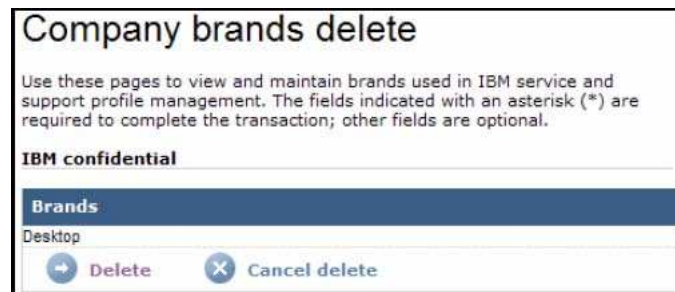 Company brands delete
Use these pages to view and maintain brands used in IBM service and
support profile management. The fields indicated with an asterisk (*) are
required to complete the transaction; other fields are optional.
IBM confidential
Brands
Desktop
Delete Cancel delete